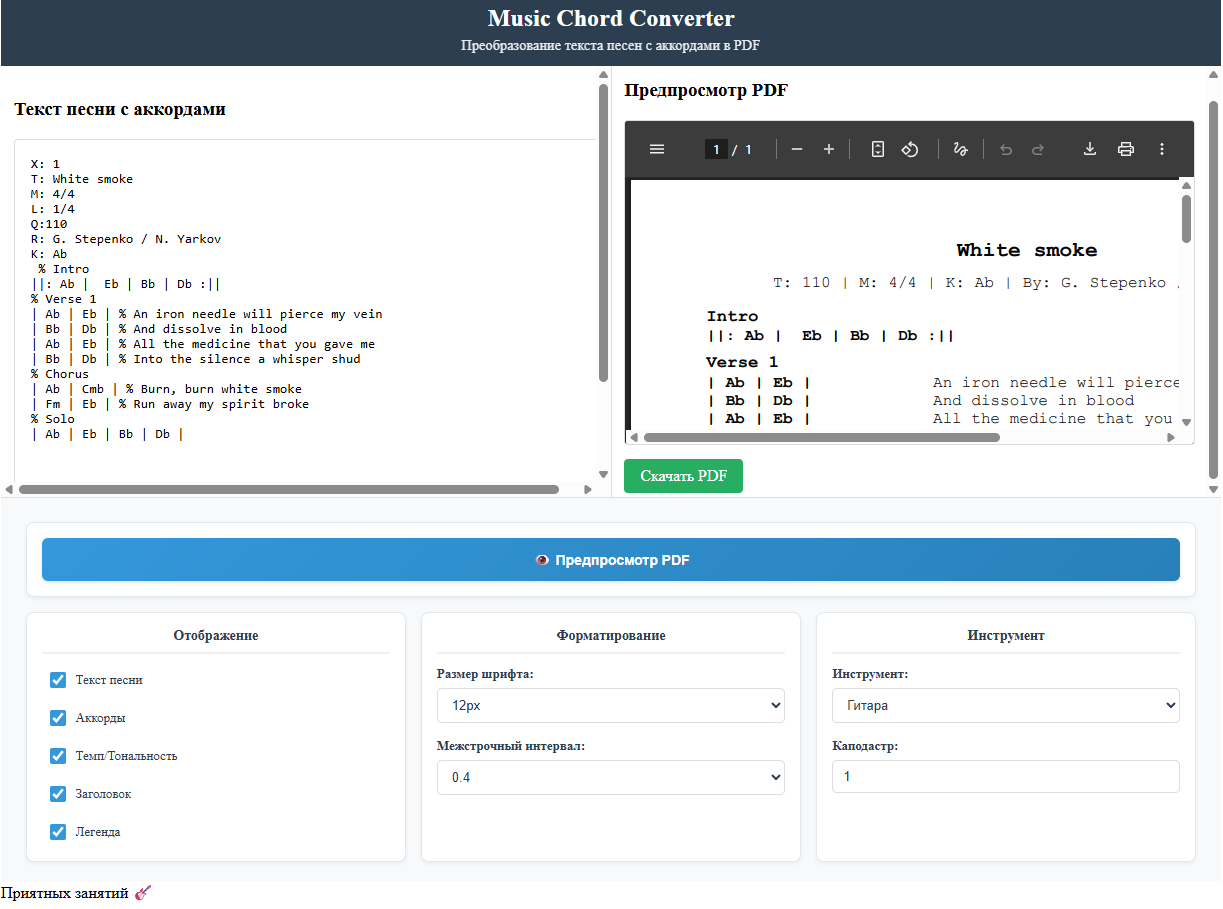 Music Chord Converter
Преобразование текста песен с аккордами в PDF
Текст песни с аккордами
X: 1
T: White smoke
M: 4/4
L: 1/4
Q:110
R: G. Stepenko / N. Yarkov
K: Ab
% Intro
||: Ab |  Eb | Bb | Db :||
% Verse 1
| Ab | Eb | % An iron needle will pierce my vein
| Bb | Db | % And dissolve in blood
| Ab | Eb | % All the medicine that you gave me
| Bb | Db | % Into the silence a whisper shud
% Chorus
| Ab | Cmb | % Burn, burn white smoke
| Fm | Eb | % Run away my spirit broke
% Solo
| Ab | Eb | Bb | Db |
Предпросмотр PDF
1 / 1
White smoke
T: 110 | M: 4/4 | K: Ab | By: G. Stepenko
Intro
||: Ab |  Eb | Bb | Db :||
Verse 1
| Ab | Eb | An iron needle will pierce
| Bb | Db | And dissolve in blood
| Ab | Eb | All the medicine that you
Скачать PDF
Предпросмотр PDF
Отображение
Текст песни
Аккорды
Темп/Тональность
Заголовок
Легенда
Форматирование
Размер шрифта:
12px
Межстрочный интервал:
0.4
Инструмент
Инструмент:
Гитара
Каподастр:
1
Приятных занятий